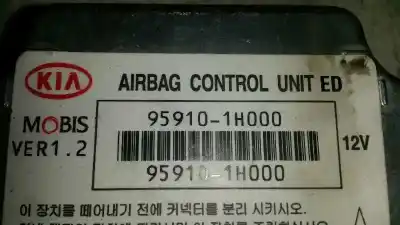 KIA AIRBAG CONTROL UNIT ED
MOBIS 95910-1H000
VER1.2 12V
95910-1H000
이 장치를 떼어내기 전에 커넥터를 분리 시키시오.